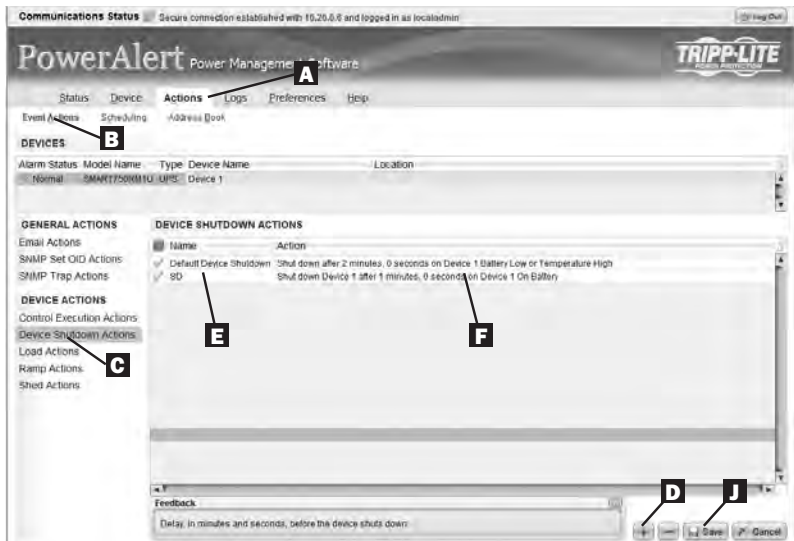 Communications Status Secure connection established with 10.20.0.6 and logged in as localadmin Log Out
PowerAlert Power Management Software TRIPP·LITE
POWER PROTECTION
A
Status Device Actions Logs Preferences Help
Event Actions Scheduling Address Book
B
DEVICES
Alarm Status Model Name Type Device Name Location
Normal SMART750RM1U UPS Device 1
GENERAL ACTIONS
Email Actions
SNMP Set OID Actions
SNMP Trap Actions
DEVICE ACTIONS
Control Execution Actions
Device Shutdown Actions
Load Actions
C
Ramp Actions
Shed Actions
DEVICE SHUTDOWN ACTIONS
Name Action
Default Device Shutdown Shut down after 2 minutes, 0 seconds on Device 1 Battery Low or Temperature High
SD Shut down Device 1 after 1 minutes, 0 seconds on Device 1 On Battery
E F
D J
Feedback
Delay, in minutes and seconds, before the device shuts down
+ − Save Cancel